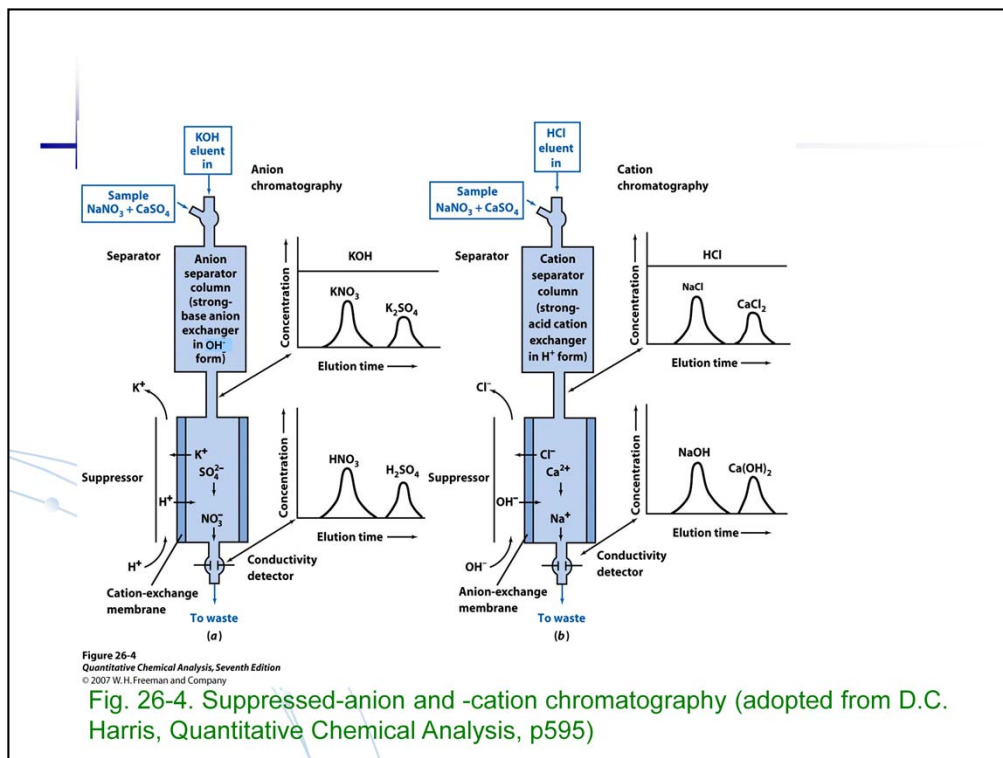 KOH
eluent
in
Anion
chromatography
Sample
NaNO₃ + CaSO₄
Separator
Anion
separator
column
(strong-
base anion
exchanger
in OH⁻
form)
Concentration
KOH
KNO₃
K₂SO₄
Elution time
K⁺
Suppressor
K⁺
SO₄²⁻
H⁺
NO₃⁻
H⁺
Concentration
HNO₃
H₂SO₄
Elution time
Conductivity
detector
Cation-exchange
membrane
To waste
(a)
HCl
eluent
in
Cation
chromatography
Sample
NaNO₃ + CaSO₄
Separator
Cation
separator
column
(strong-
acid cation
exchanger
in H⁺ form)
Concentration
HCl
NaCl
CaCl₂
Elution time
Cl⁻
Suppressor
Cl⁻
Ca²⁺
OH⁻
Na⁺
OH⁻
Concentration
NaOH
Ca(OH)₂
Elution time
Conductivity
detector
Anion-exchange
membrane
To waste
(b)
Figure 26-4
Quantitative Chemical Analysis, Seventh Edition
© 2007 W. H. Freeman and Company
Fig. 26-4. Suppressed-anion and -cation chromatography (adopted from D.C.
Harris, Quantitative Chemical Analysis, p595)